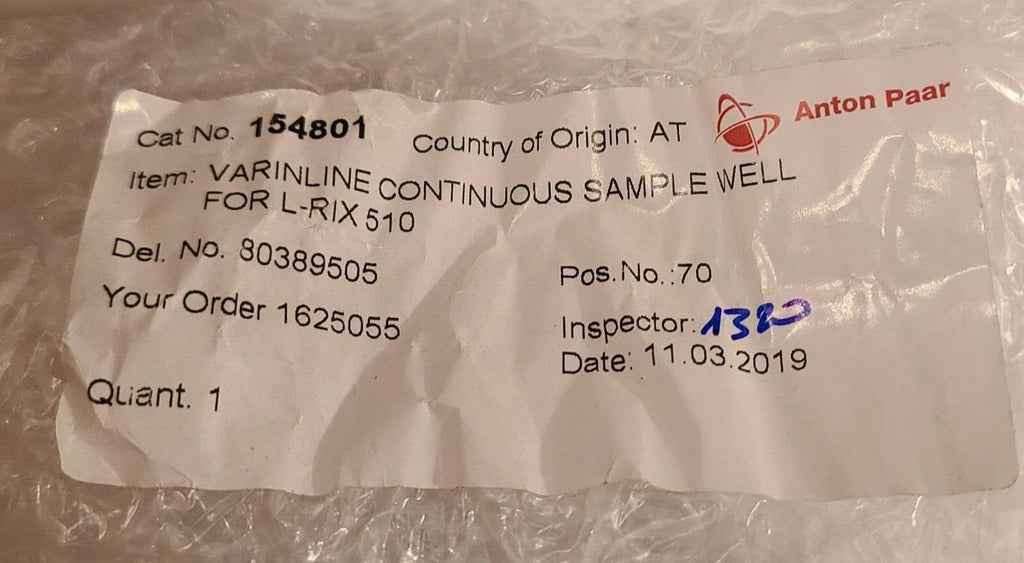 Cat No. 154801 Country of Origin: AT Anton Paar
Item: VARINLINE CONTINUOUS SAMPLE WELL
FOR L-RIX 510
Del. No. 80389505 Pos.No.:70
Your Order 1625055 Inspector: 1380
Quant. 1 Date: 11.03.2019